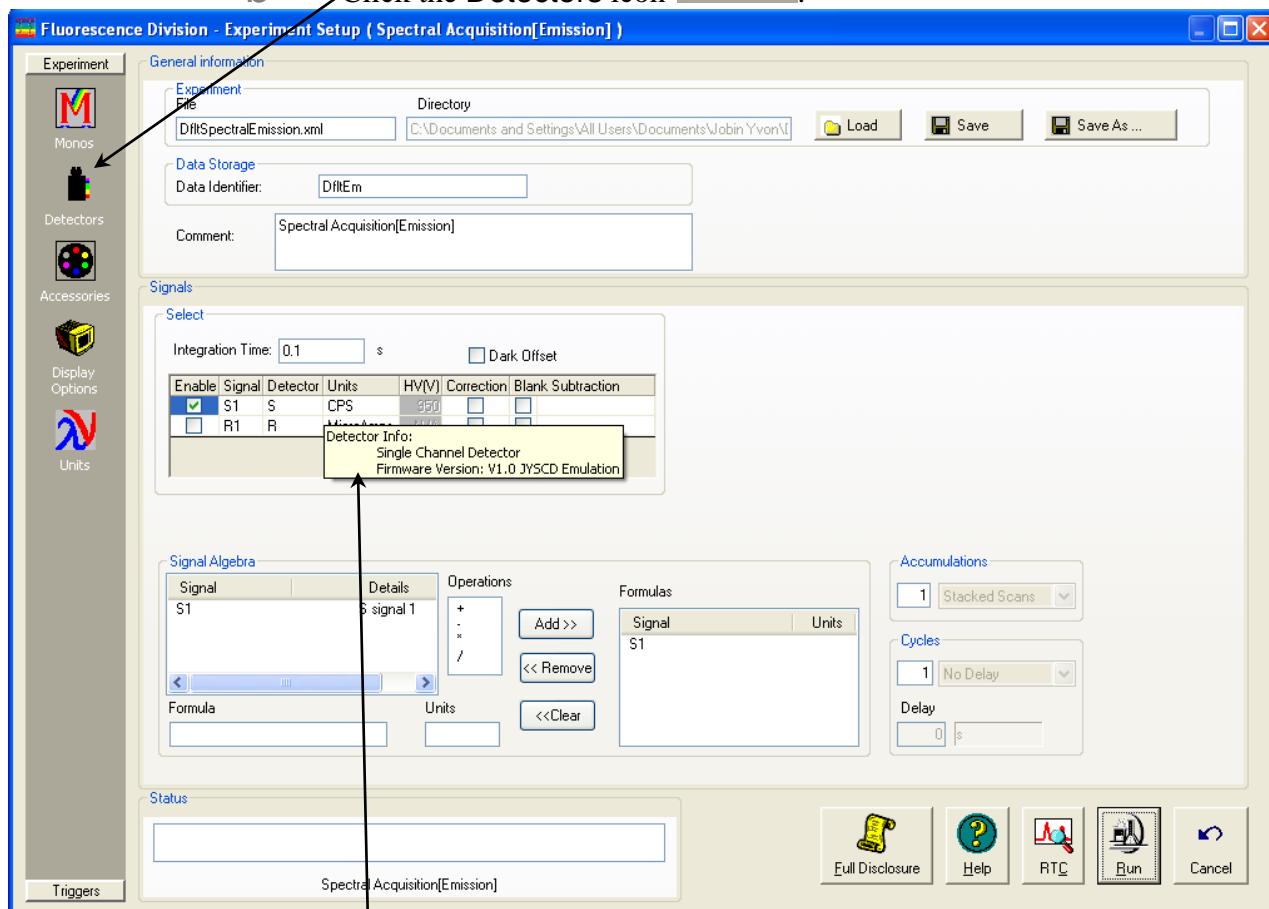 Click the Detectors icon .
Fluorescence Division - Experiment Setup ( Spectral Acquisition[Emission] )
Experiment
Monos
Detectors
Accessories
Display
Options
Units
Triggers
General information
Experiment
File Directory
DfltSpectralEmission.xml C:\Documents and Settings\All Users\Documents\Jobin Yvon\
Load Save Save As ...
Data Storage
Data Identifier: DfltEm
Comment: Spectral Acquisition[Emission]
Signals
Select
Integration Time: 0.1 s Dark Offset
Enable Signal Detector Units HV(V) Correction Blank Subtraction
S1 S CPS 950
R1 R
Detector Info:
Single Channel Detector
Firmware Version: V1.0 JYSCD Emulation
Signal Algebra
Signal Details
S1 S signal 1
Operations
+
-
*
/
Add >>
<< Remove
<<Clear
Formula Units
Formulas
Signal Units
S1
Accumulations
1 Stacked Scans
Cycles
1 No Delay
Delay
0 s
Status
Spectral Acquisition[Emission]
Full Disclosure Help RTC Run Cancel